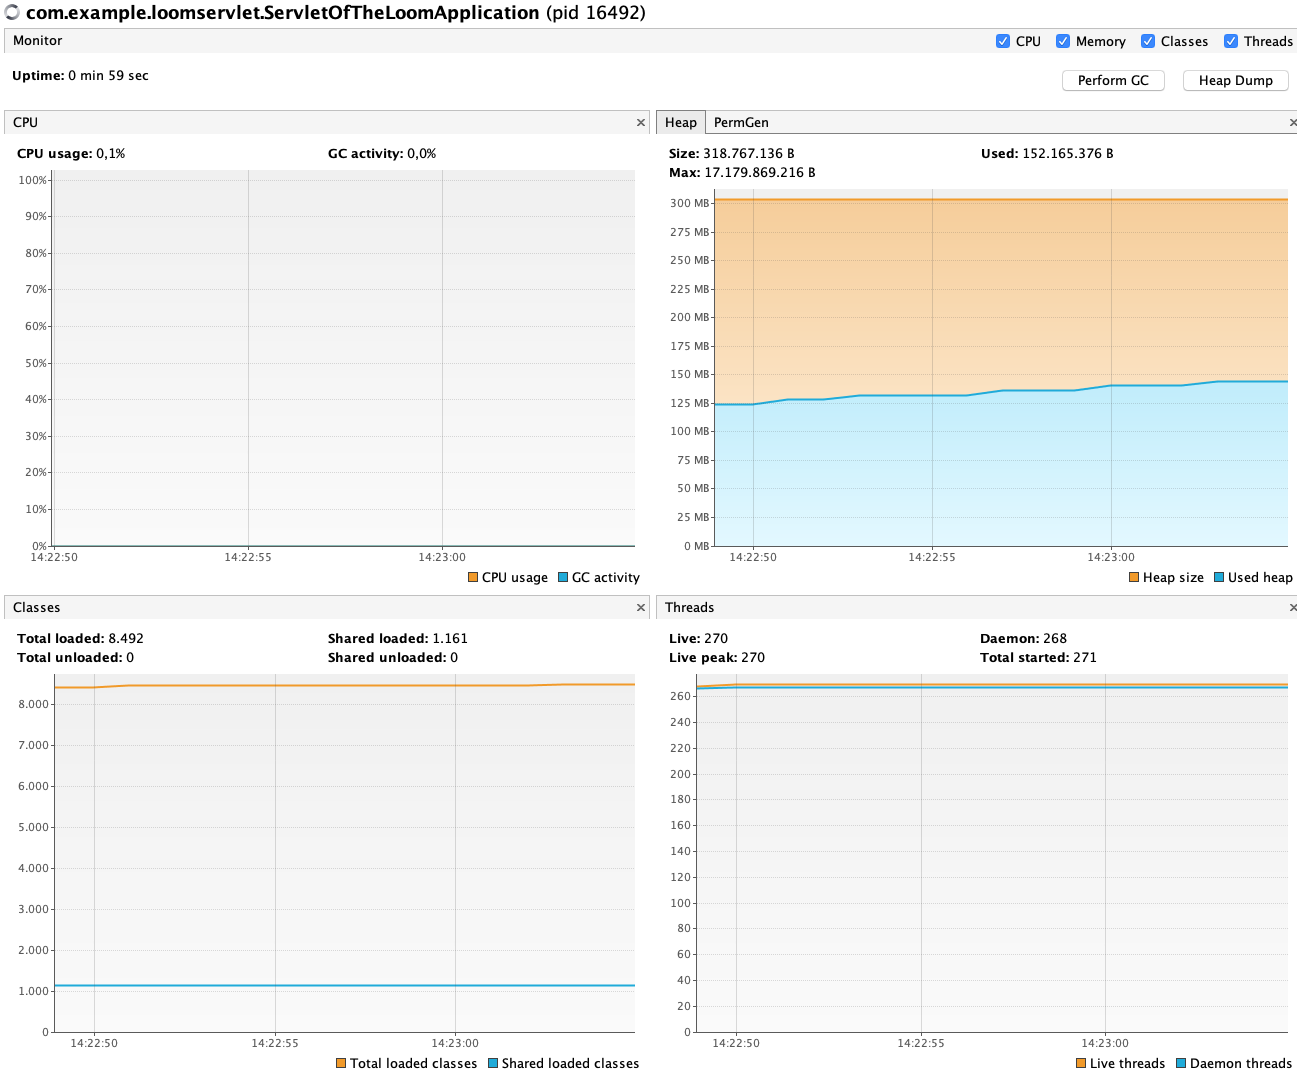 com.example.loomservlet.ServletOfTheLoomApplication (pid 16492)
Monitor
CPU Memory Classes Threads
Uptime: 0 min 59 sec
Perform GC Heap Dump
CPU ×
CPU usage: 0,1% GC activity: 0,0%
100%
90%
80%
70%
60%
50%
40%
30%
20%
10%
0%
14:22:50 14:22:55 14:23:00
CPU usage GC activity
Heap PermGen ×
Size: 318.767.136 B Used: 152.165.376 B
Max: 17.179.869.216 B
300 MB
275 MB
250 MB
225 MB
200 MB
175 MB
150 MB
125 MB
100 MB
75 MB
50 MB
25 MB
0 MB
14:22:50 14:22:55 14:23:00
Heap size Used heap
Classes ×
Total loaded: 8.492 Shared loaded: 1.161
Total unloaded: 0 Shared unloaded: 0
8.000
7.000
6.000
5.000
4.000
3.000
2.000
1.000
0
14:22:50 14:22:55 14:23:00
Total loaded classes Shared loaded classes
Threads ×
Live: 270 Daemon: 268
Live peak: 270 Total started: 271
260
240
220
200
180
160
140
120
100
80
60
40
20
0
14:22:50 14:22:55 14:23:00
Live threads Daemon threads